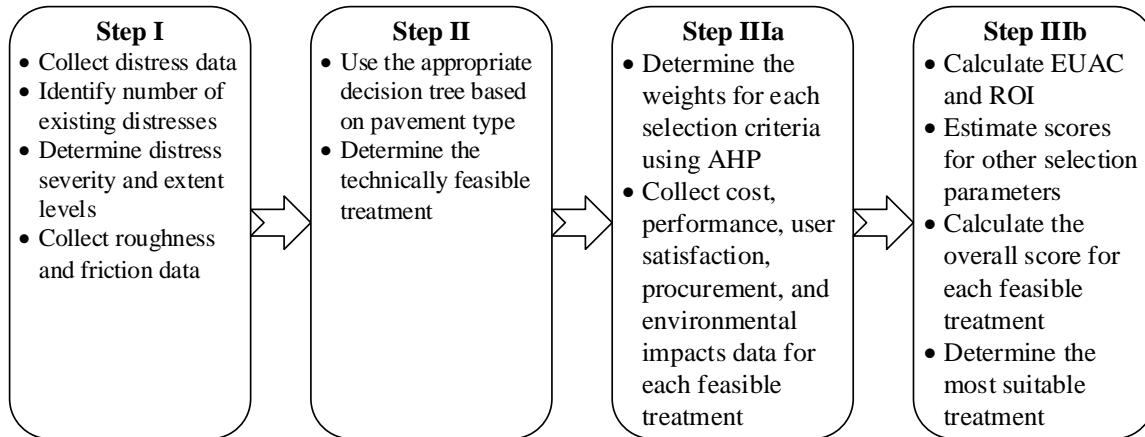 Step I
• Collect distress data
• Identify number of
existing distresses
• Determine distress
severity and extent
levels
• Collect roughness
and friction data
Step II
• Use the appropriate
decision tree based
on pavement type
• Determine the
technically feasible
treatment
Step IIIa
• Determine the
weights for each
selection criteria
using AHP
• Collect cost,
performance, user
satisfaction,
procurement, and
environmental
impacts data for
each feasible
treatment
Step IIIb
• Calculate EUAC
and ROI
• Estimate scores
for other selection
parameters
• Calculate the
overall score for
each feasible
treatment
• Determine the
most suitable
treatment